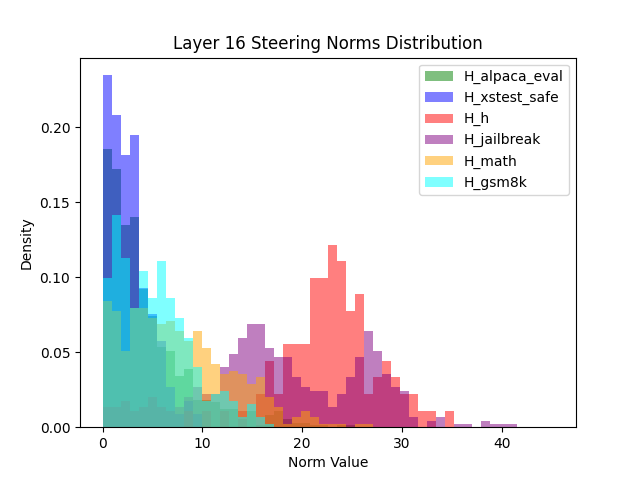 Layer 16 Steering Norms Distribution
H_alpaca_eval
H_xstest_safe
H_h
H_jailbreak
H_math
H_gsm8k
Density
0.20
0.15
0.10
0.05
0.00
0
10
20
30
40
Norm Value